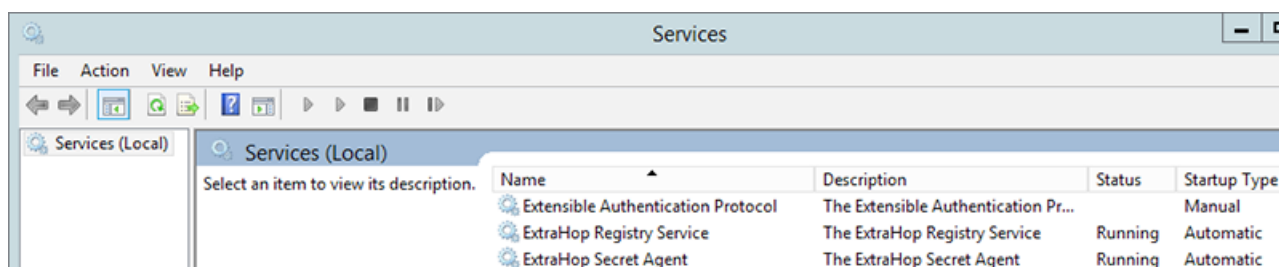 Services
File Action View Help
Services (Local)
Services (Local)
Select an item to view its description.
Name Description Status Startup Type
Extensible Authentication Protocol The Extensible Authentication Pr... Manual
ExtraHop Registry Service The ExtraHop Registry Service Running Automatic
ExtraHop Secret Agent The ExtraHop Secret Agent Running Automatic